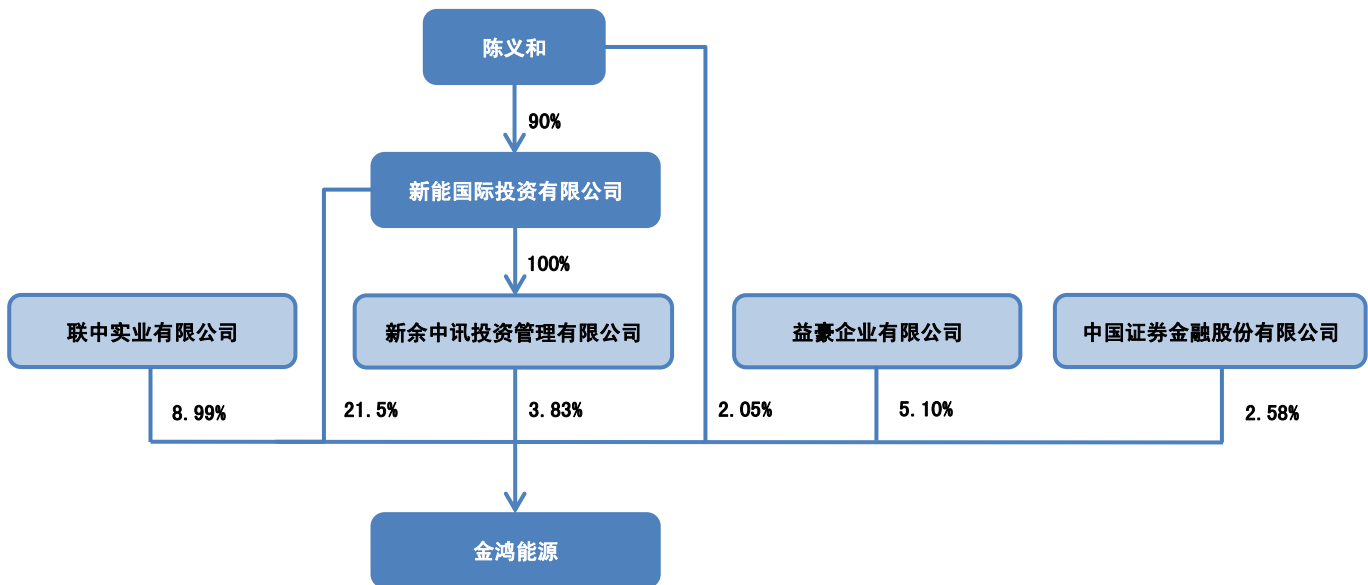 陈义和
90%
新能国际投资有限公司
100%
联中实业有限公司
新余中讯投资管理有限公司
益豪企业有限公司
中国证券金融股份有限公司
8.99%
21.5%
3.83%
2.05%
5.10%
2.58%
金鸿能源